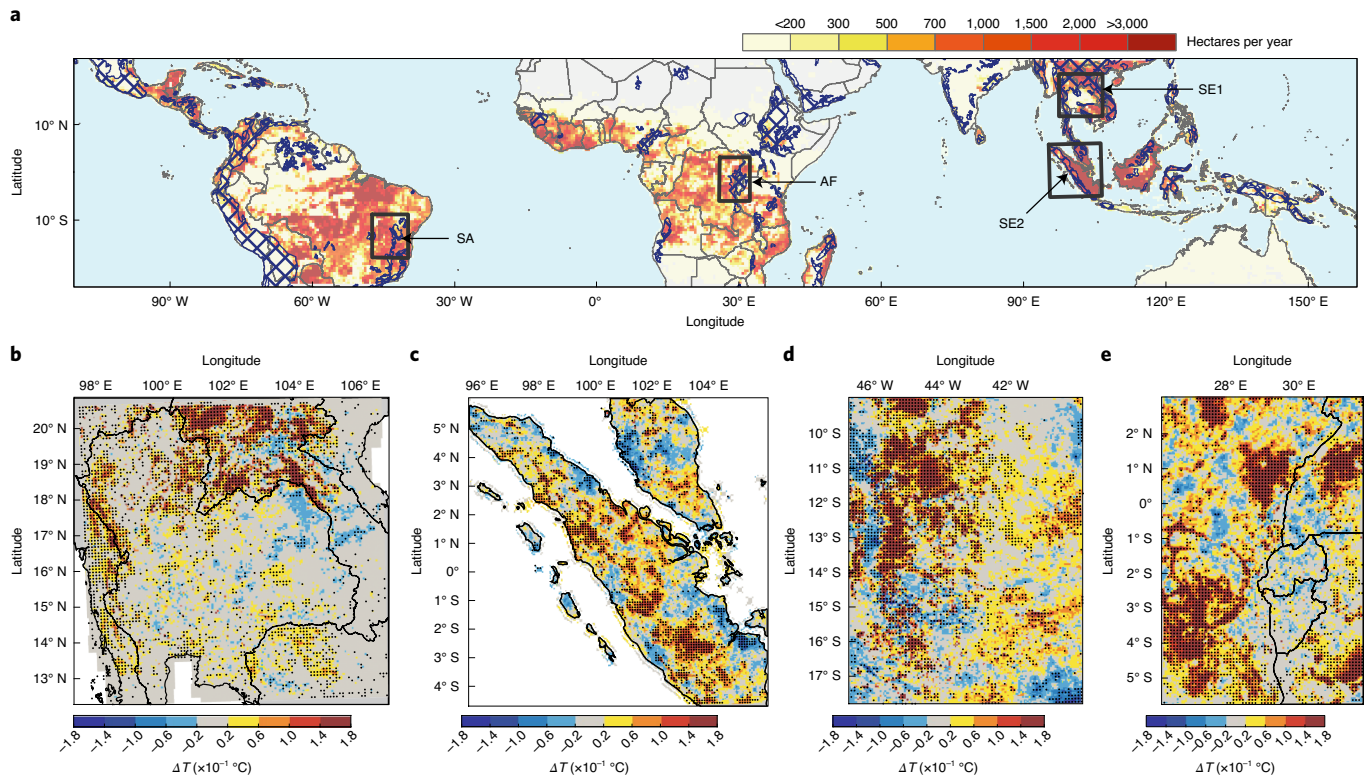 a
<200 300 500 700 1,000 1,500 2,000 >3,000
Hectares per year
SE1
10° N
Latitude
AF
10° S
SE2
SA
90° W 60° W 30° W 0° 30° E 60° E 90° E 120° E 150° E
Longitude
b
Longitude
98° E 100° E 102° E 104° E 106° E
20° N
19° N
18° N
17° N
16° N
15° N
14° N
13° N
Latitude
−1.8 −1.4 −1.0 −0.6 −0.2 0.2 0.6 1.0 1.4 1.8
ΔT (×10⁻¹ °C)
c
Longitude
96° E 98° E 100° E 102° E 104° E
5° N
4° N
3° N
2° N
1° N
0°
1° S
2° S
3° S
4° S
Latitude
−1.8 −1.4 −1.0 −0.6 −0.2 0.2 0.6 1.0 1.4 1.8
ΔT (×10⁻¹ °C)
d
Longitude
46° W 44° W 42° W
10° S
11° S
12° S
13° S
14° S
15° S
16° S
17° S
Latitude
−1.8 −1.4 −1.0 −0.6 −0.2 0.2 0.6 1.0 1.4 1.8
ΔT (×10⁻¹ °C)
e
Longitude
28° E 30° E
2° N
1° N
0°
1° S
2° S
3° S
4° S
5° S
Latitude
−1.8 −1.4 −1.0 −0.6 −0.2 0.2 0.6 1.0 1.4 1.8
ΔT (×10⁻¹ °C)